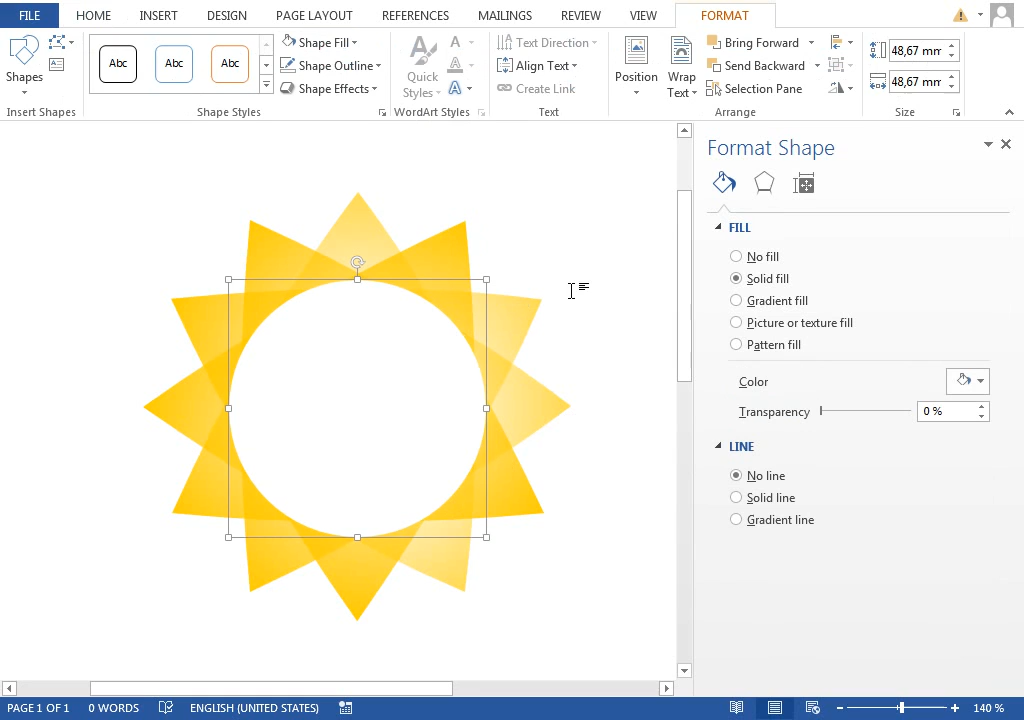 FILE HOME INSERT DESIGN PAGE LAYOUT REFERENCES MAILINGS REVIEW VIEW FORMAT
Shapes
Insert Shapes
Abc Abc Abc
Shape Fill
Shape Outline
Shape Effects
Shape Styles
Quick
Styles
WordArt Styles
Text Direction
Align Text
Create Link
Text
Position
Wrap
Text
Bring Forward
Send Backward
Selection Pane
Arrange
48,67 mm
48,67 mm
Size
Format Shape
FILL
No fill
Solid fill
Gradient fill
Picture or texture fill
Pattern fill
Color
Transparency 0 %
LINE
No line
Solid line
Gradient line
PAGE 1 OF 1 0 WORDS ENGLISH (UNITED STATES) 140 %